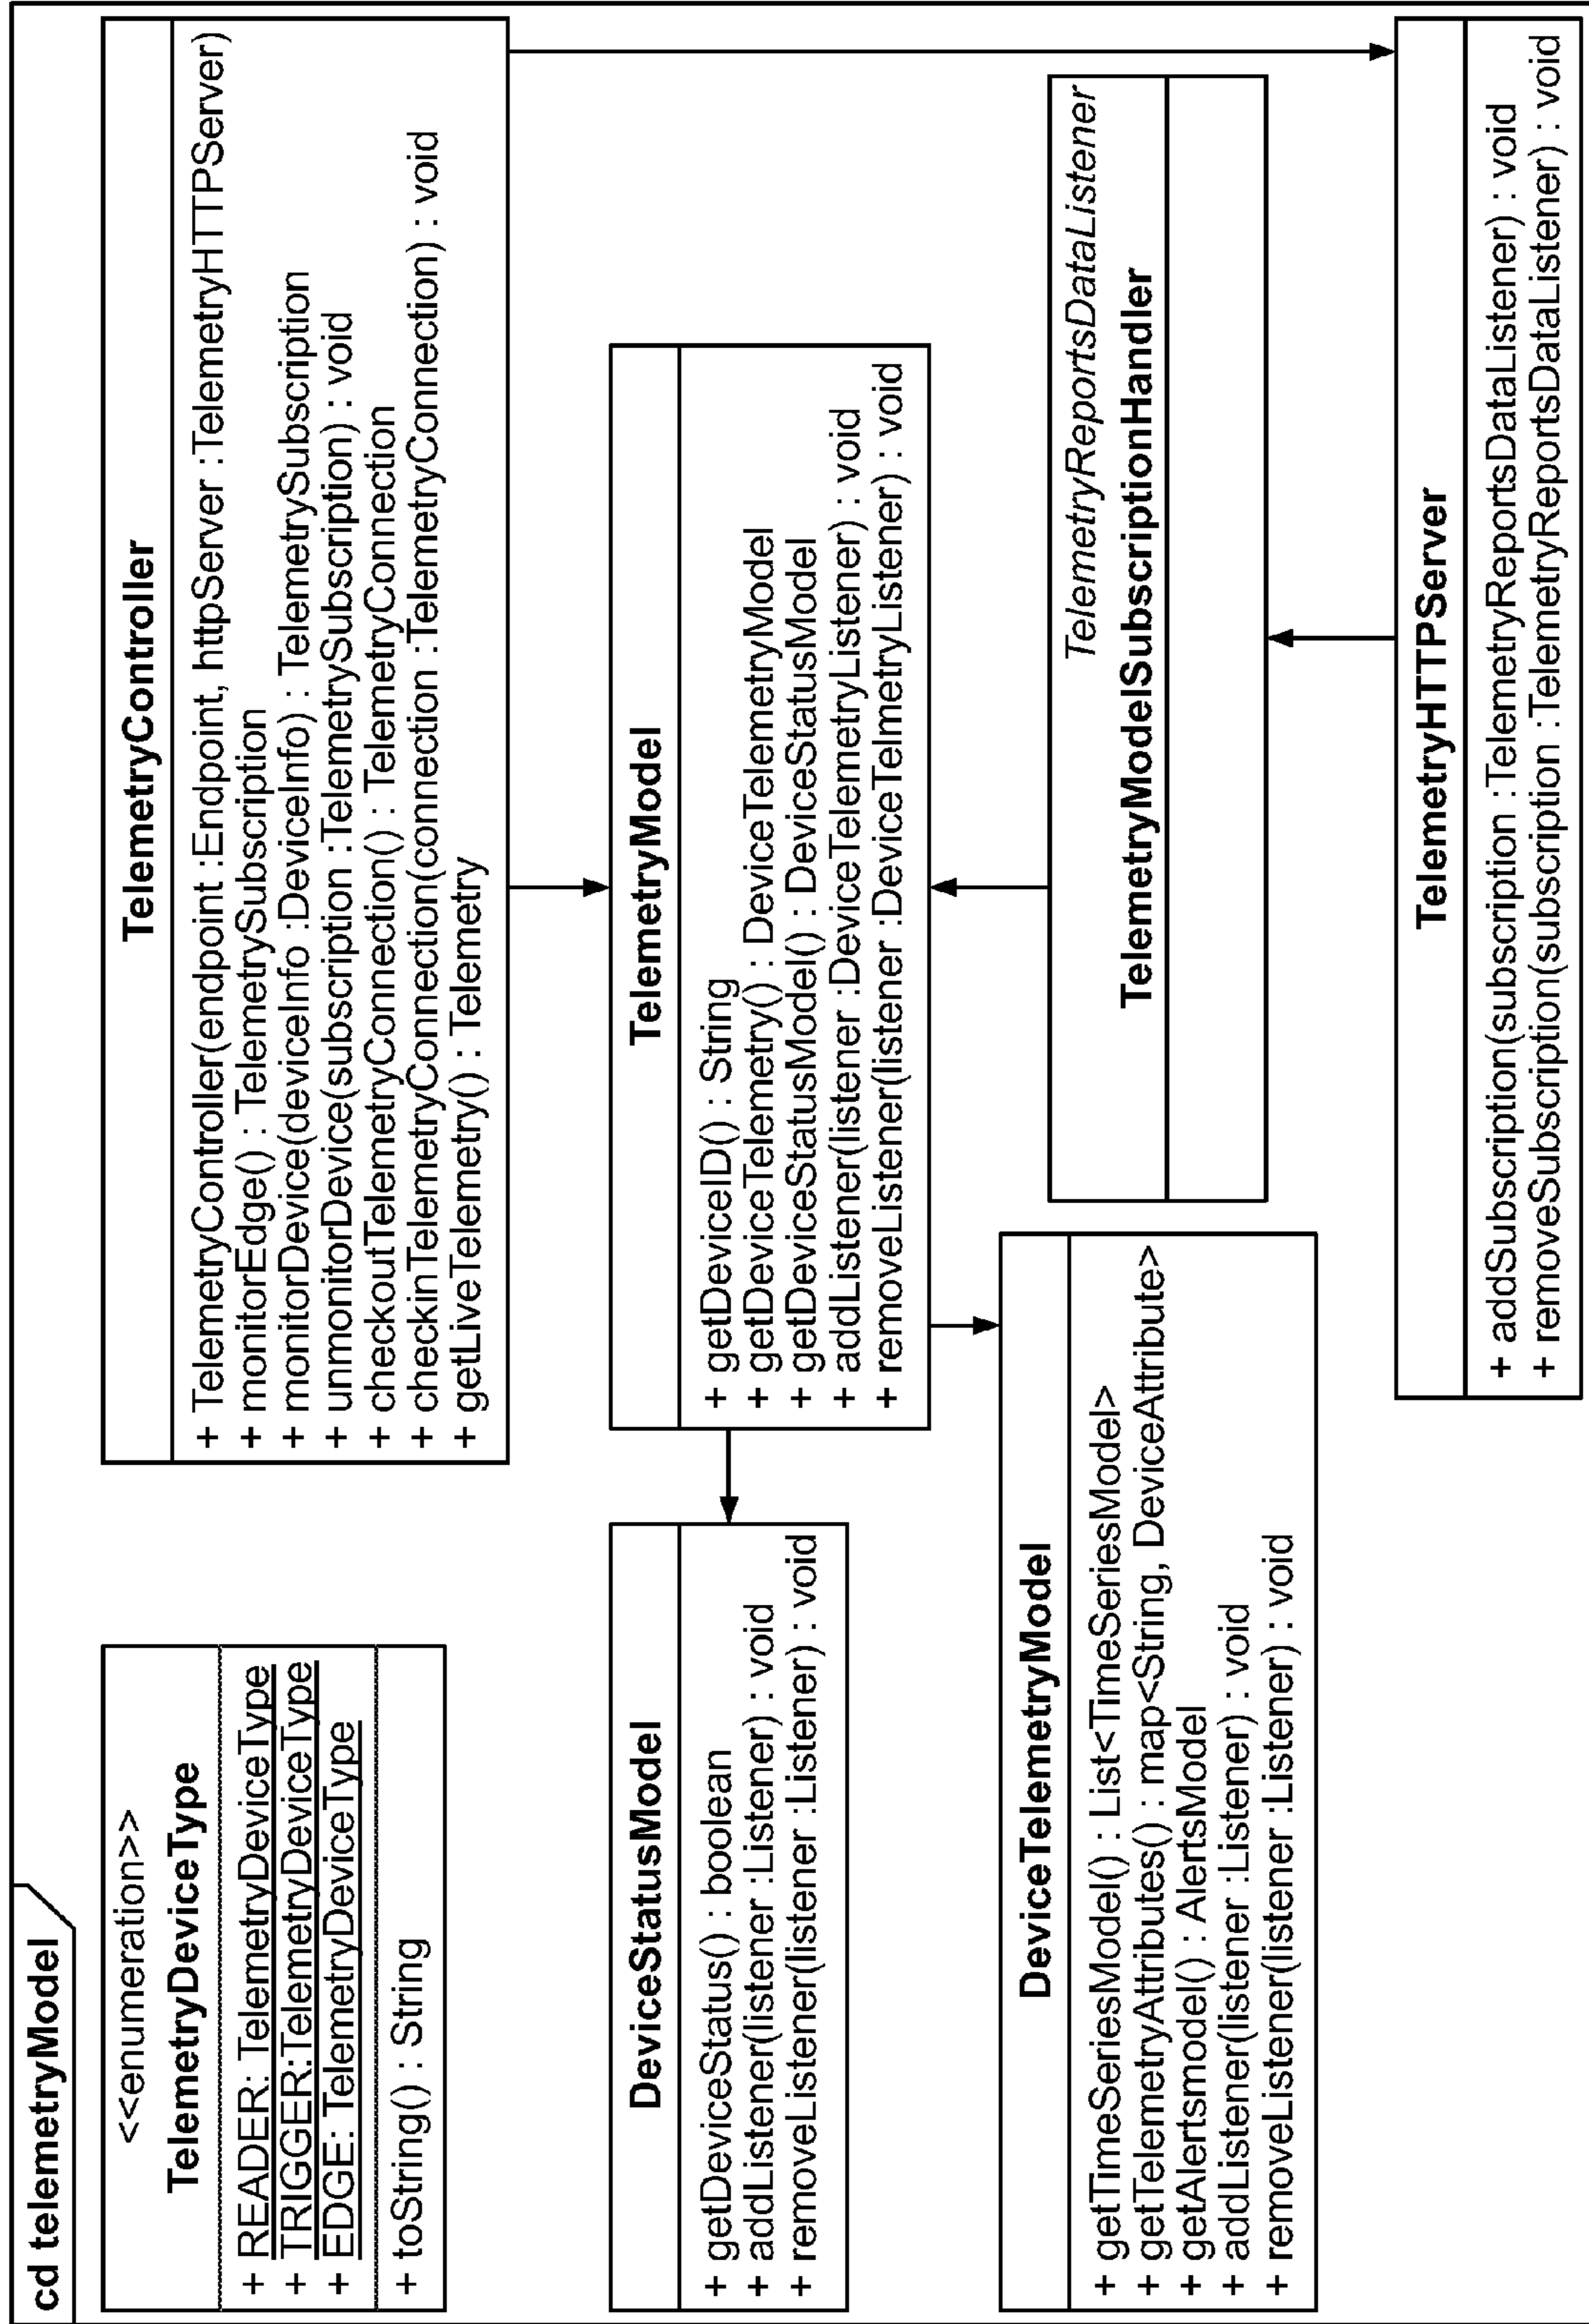 cd telemetryModel
<<enumeration>>
TelemetryDeviceType
+ READER: TelemetryDeviceType
+ TRIGGER:TelemetryDeviceType
+ EDGE: TelemetryDeviceType
+ toString() : String
TelemetryController
+ TelemetryController(endpoint :Endpoint, httpServer :TelemetryHTTPServer)
+ monitorEdge() : TelemetrySubscription
+ monitorDevice(deviceInfo :DeviceInfo) : TelemetrySubscription
+ unmonitorDevice(subscription :TelemetrySubscription) : void
+ checkoutTelemetryConnection() : TelemetryConnection
+ checkinTelemetryConnection(connection :TelemetryConnection) : void
+ getLiveTelemetry() : Telemetry
DeviceStatusModel
+ getDeviceStatus() : boolean
+ addListener(listener :Listener) : void
+ removeListener(listener :Listener) : void
TelemetryModel
+ getDeviceID() : String
+ getDeviceTelemetry() : DeviceTelemetryModel
+ getDeviceStatusModel() : DeviceStatusModel
+ addListener(listener :DeviceTelemetryListener) : void
+ removeListener(listener :DeviceTelmetryListener) : void
DeviceTelemetryModel
+ getTimeSeriesModel() : List<TimeSeriesModel>
+ getTelemetryAttributes() : map<String, DeviceAttribute>
+ getAlertsmodel() : AlertsModel
+ addListener(listener :Listener) : void
+ removeListener(listener :Listener) : void
TelemetryReportsDataListener
TelemetryModelSubscriptionHandler
TelemetryHTTPServer
+ addSubscription(subscription :TelemetryReportsDataListener) : void
+ removeSubscription(subscription :TelemetryReportsDataListener) : void